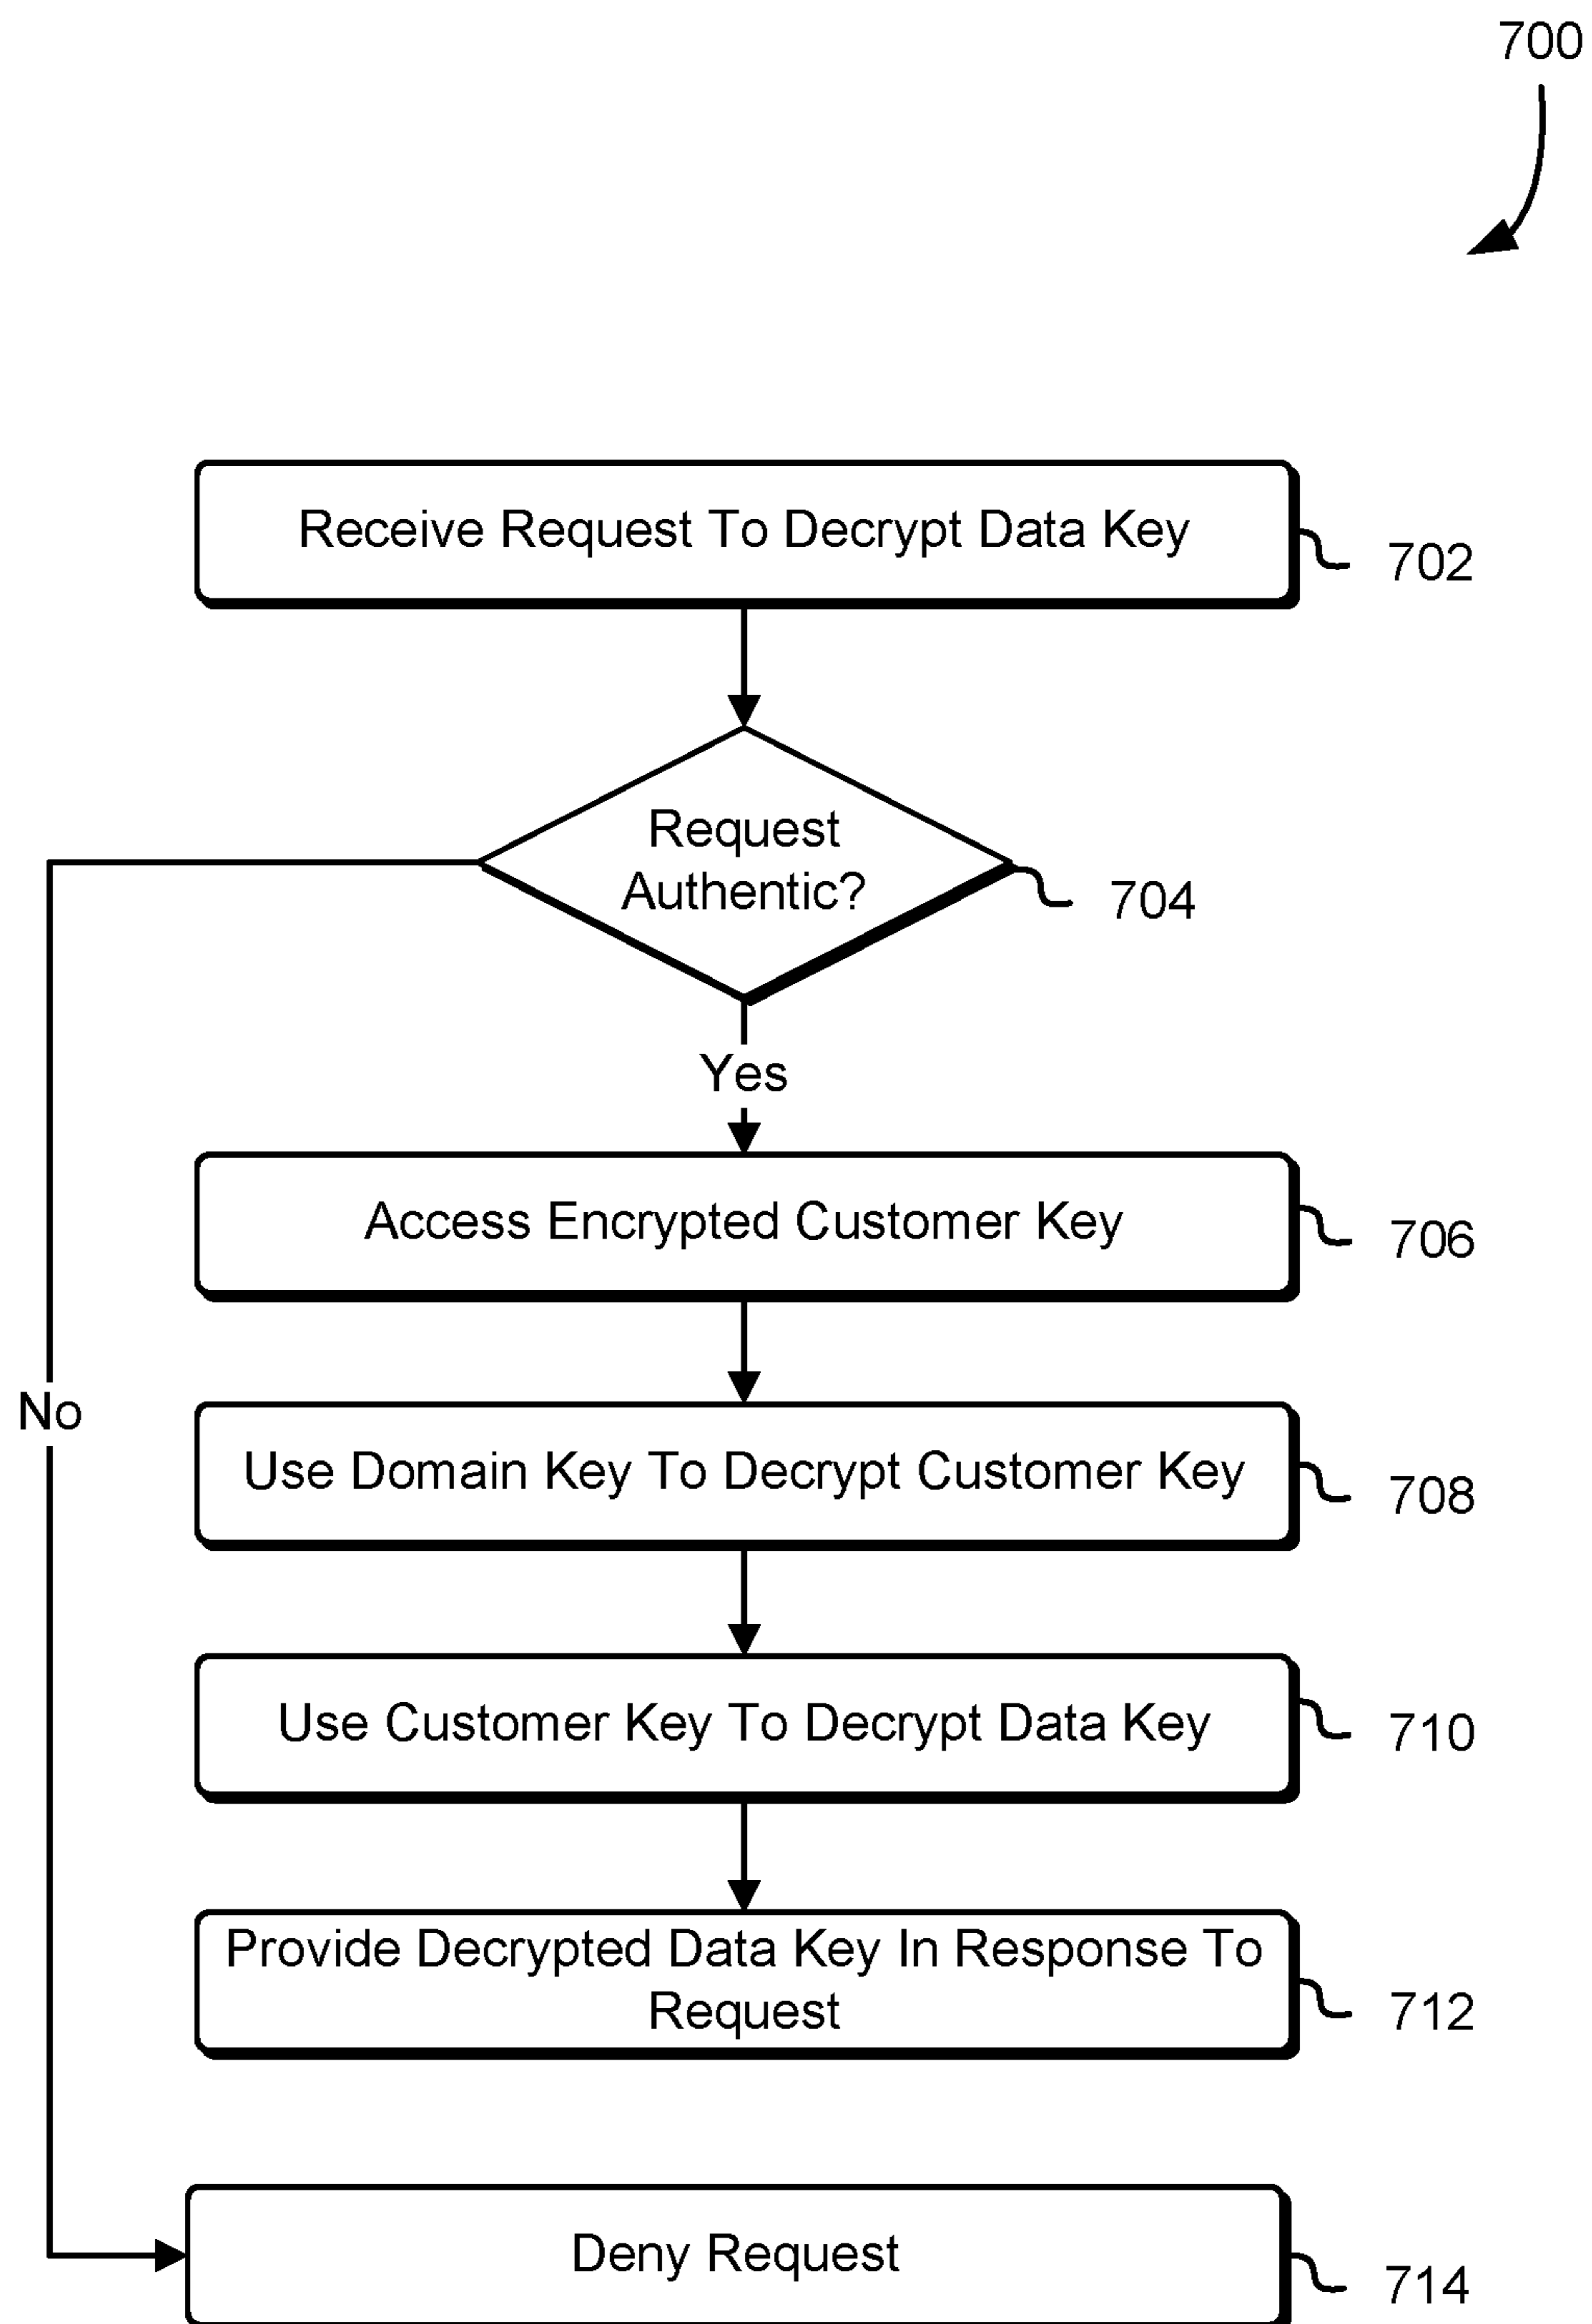 700
Receive Request To Decrypt Data Key
702
Request
Authentic?
704
Yes
Access Encrypted Customer Key
706
No
Use Domain Key To Decrypt Customer Key
708
Use Customer Key To Decrypt Data Key
710
Provide Decrypted Data Key In Response To
Request
712
Deny Request
714